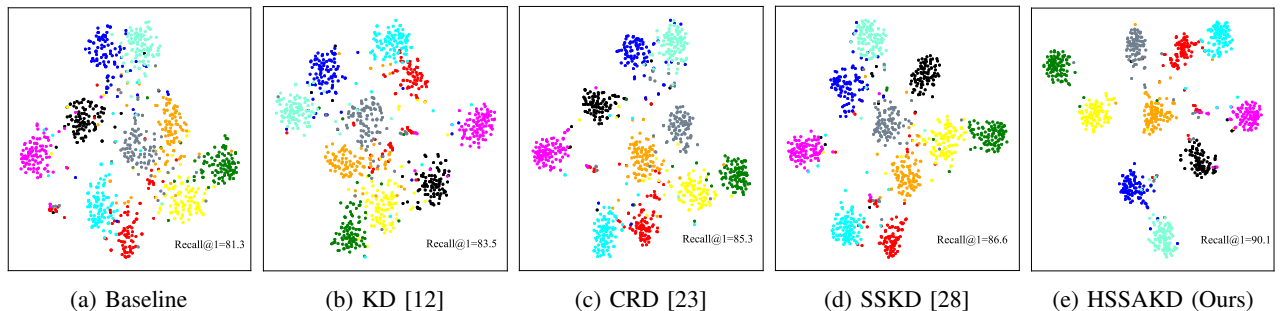 Recall@1=81.3
Recall@1=83.5
Recall@1=85.3
Recall@1=86.6
Recall@1=90.1
(a) Baseline
(b) KD [12]
(c) CRD [23]
(d) SSKD [28]
(e) HSSAKD (Ours)